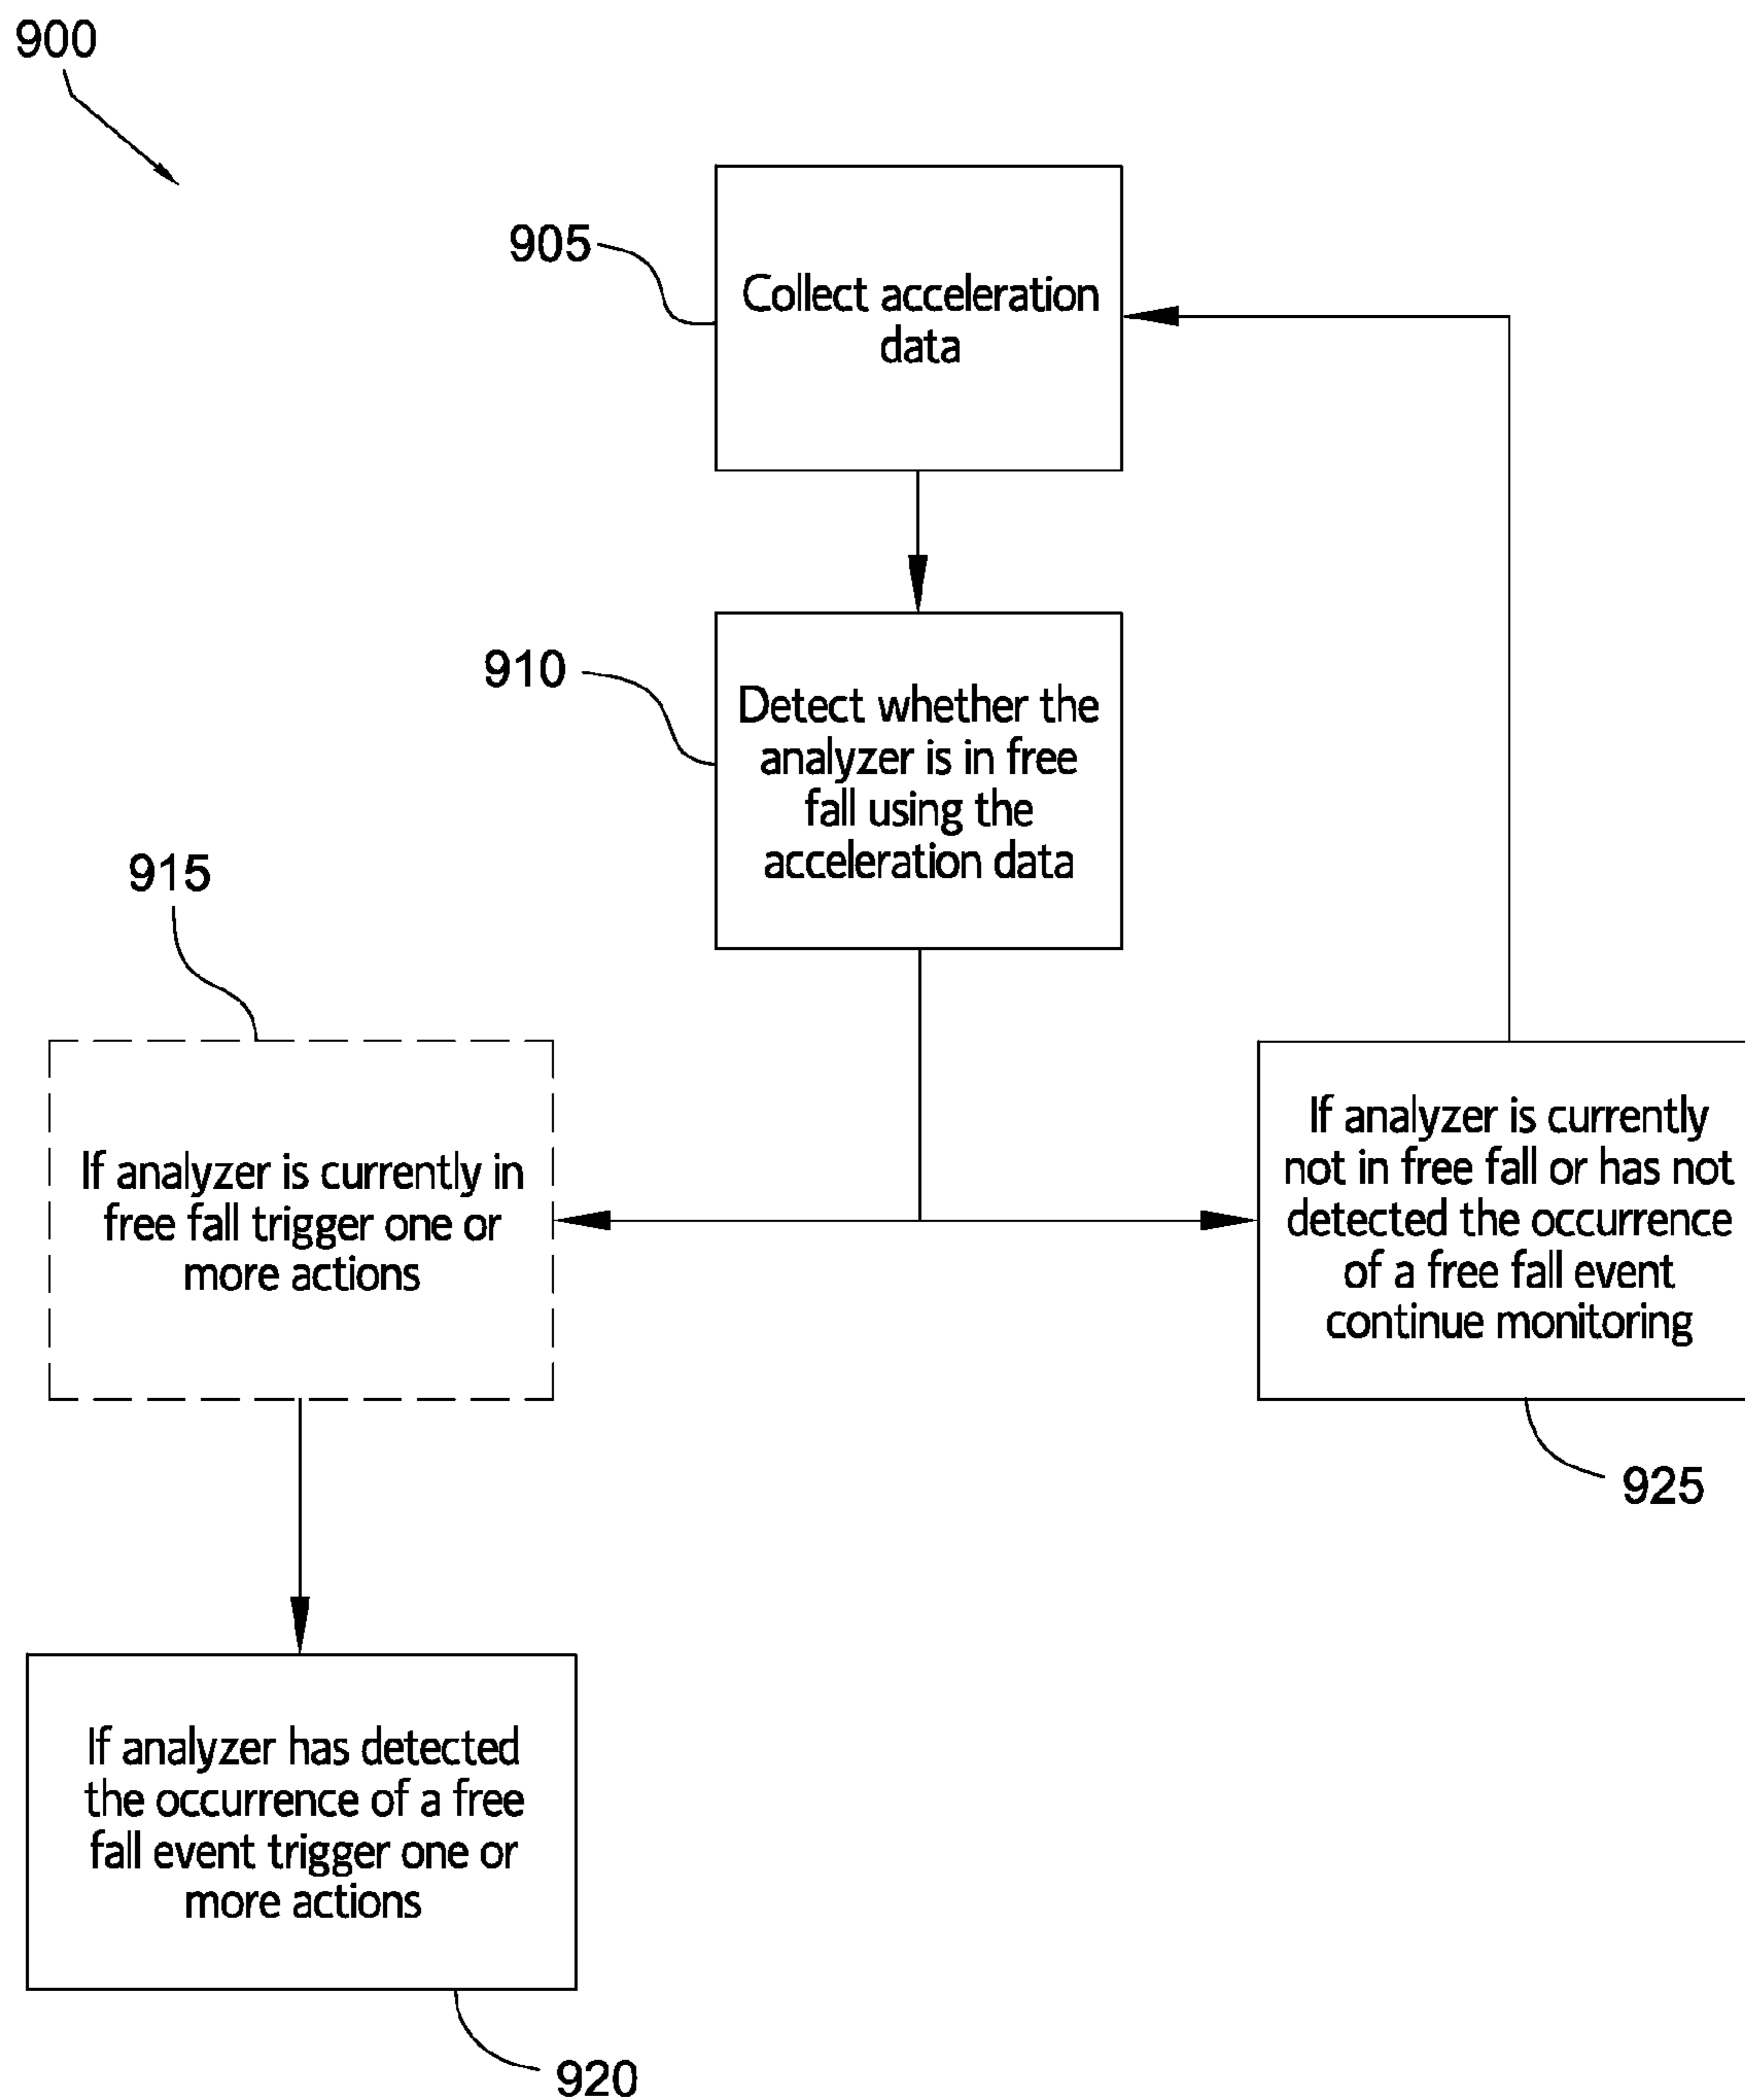 900
905
Collect acceleration
data
910
Detect whether the
analyzer is in free
fall using the
acceleration data
915
If analyzer is currently in
free fall trigger one or
more actions
If analyzer is currently
not in free fall or has not
detected the occurrence
of a free fall event
continue monitoring
925
If analyzer has detected
the occurrence of a free
fall event trigger one or
more actions
920